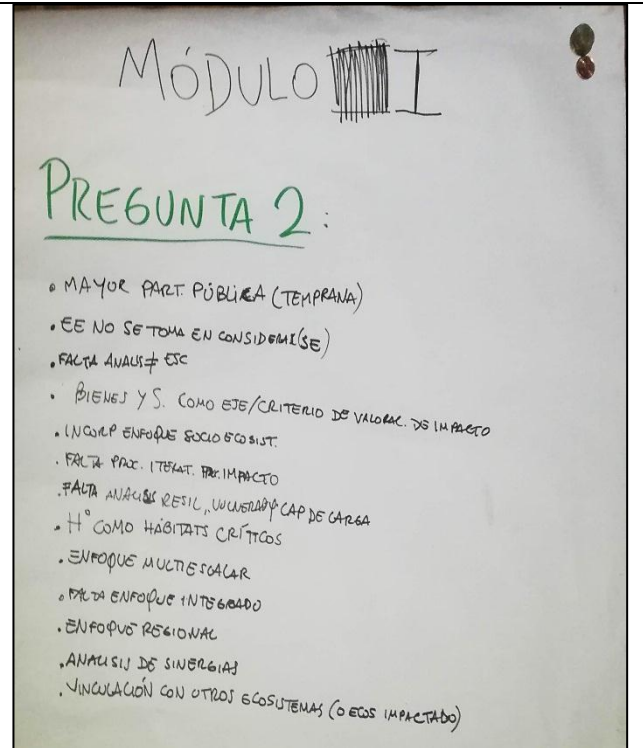 MÓDULO I
PREGUNTA 2:
• MAYOR PART. PÚBLICA (TEMPRANA)
• EE NO SE TOMA EN CONSIDERAC(SE)
• FALTA ANALIS ≠ ESC
• BIENES Y S. COMO EJE/CRITERIO DE VALORAC. DE IMPACTO
• INCORP ENFOQUE SOCIO ECOSIST.
• FALTA ITERAT. IMPACTO
• FALTA ANALISIS RESIL., VULNERAB Y CAP DE CARGA
• H° COMO HÁBITATS CRÍTICOS
• ENFOQUE MULTIESCALAR
• FALTA ENFOQUE INTEGRADO
• ENFOQUE REGIONAL
• ANALISIS DE SINERGIAS
• VINCULACIÓN CON OTROS ECOSISTEMAS (O ECOS IMPACTADO)